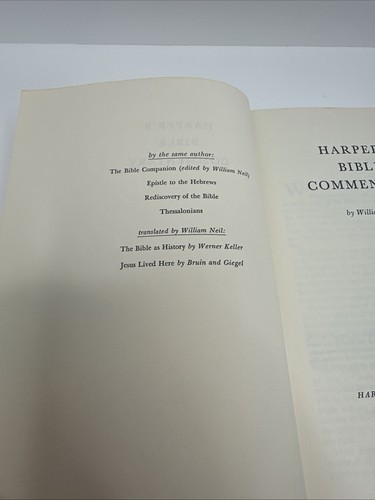 by the same author:
The Bible Companion (edited by William Neil)
Epistle to the Hebrews
Rediscovery of the Bible
Thessalonians
translated by William Neil:
The Bible as History by Werner Keller
Jesus Lived Here by Bruin and Giegel
HARPER
BIBL
COMMEN
by Willi
HAR